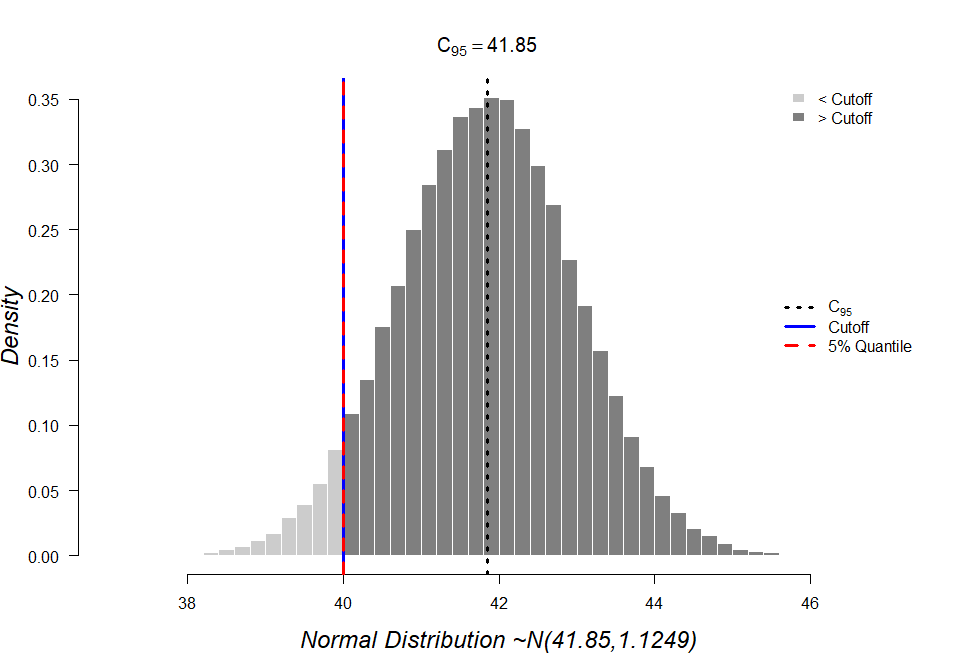 C95 = 41.85
< Cutoff
> Cutoff
0.35
0.30
0.25
0.20
0.15
0.10
0.05
0.00
Density
C95
Cutoff
5% Quantile
38 40 42 44 46
Normal Distribution ~N(41.85,1.1249)